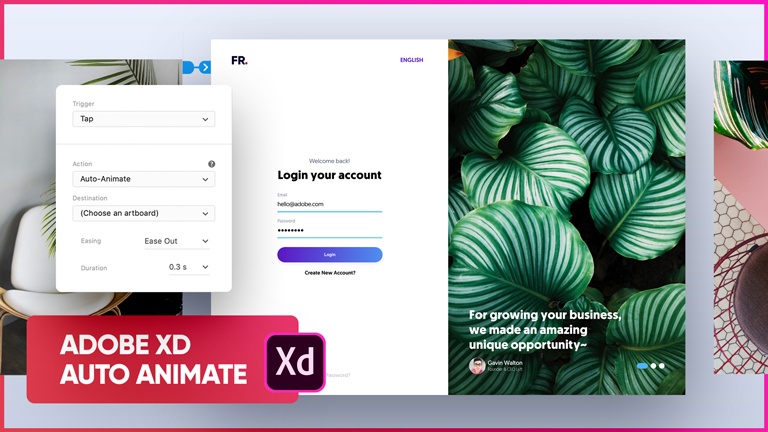 FR.
ENGLISH
Trigger
Tap
Action
Auto-Animate
Destination
(Choose an artboard)
Easing
Ease Out
Duration
0.3 s
Welcome back!
Login your account
Email
hello@adobe.com
Password
Login
Create New Account?
Password?
For growing your business,
we made an amazing
unique opportunity~
Gavin Walton
Founder & CEO Lift
ADOBE XD
AUTO ANIMATE
Xd